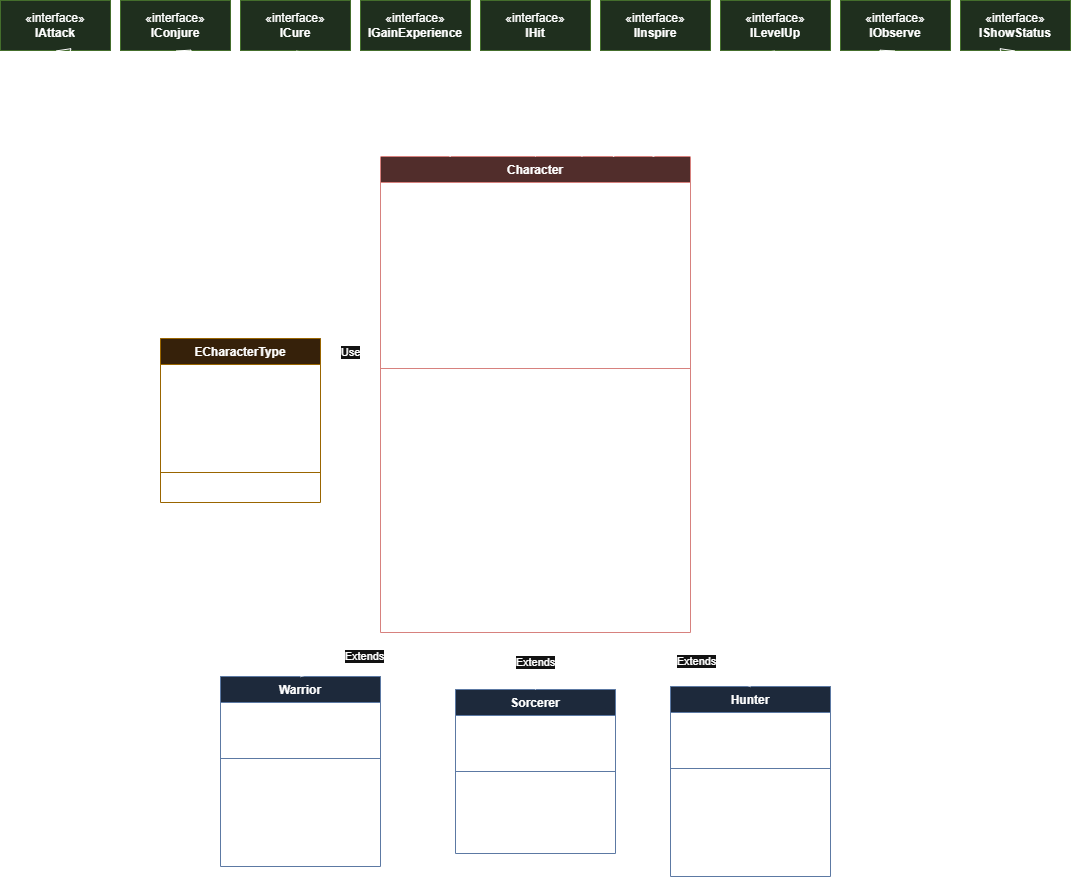 «interface»
IAttack
«interface»
IConjure
«interface»
ICure
«interface»
IGainExperience
«interface»
IHit
«interface»
IInspire
«interface»
ILevelUp
«interface»
IObserve
«interface»
IShowStatus
Character
ECharacterType
Use
Extends
Extends
Extends
Warrior
Sorcerer
Hunter